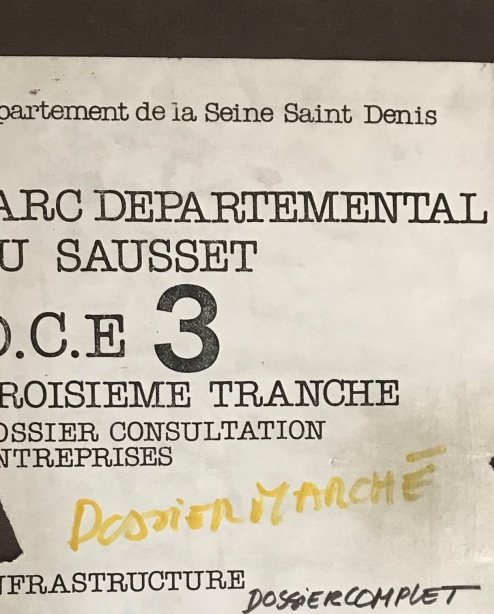 partement de la Seine Saint Denis
ARC DEPARTEMENTAL
U SAUSSET
D.C.E 3
ROISIEME TRANCHE
OSSIER CONSULTATION
NTREPRISES
DOSSIER MARCHÉ
NFRASTRUCTURE
DOSSIER COMPLET